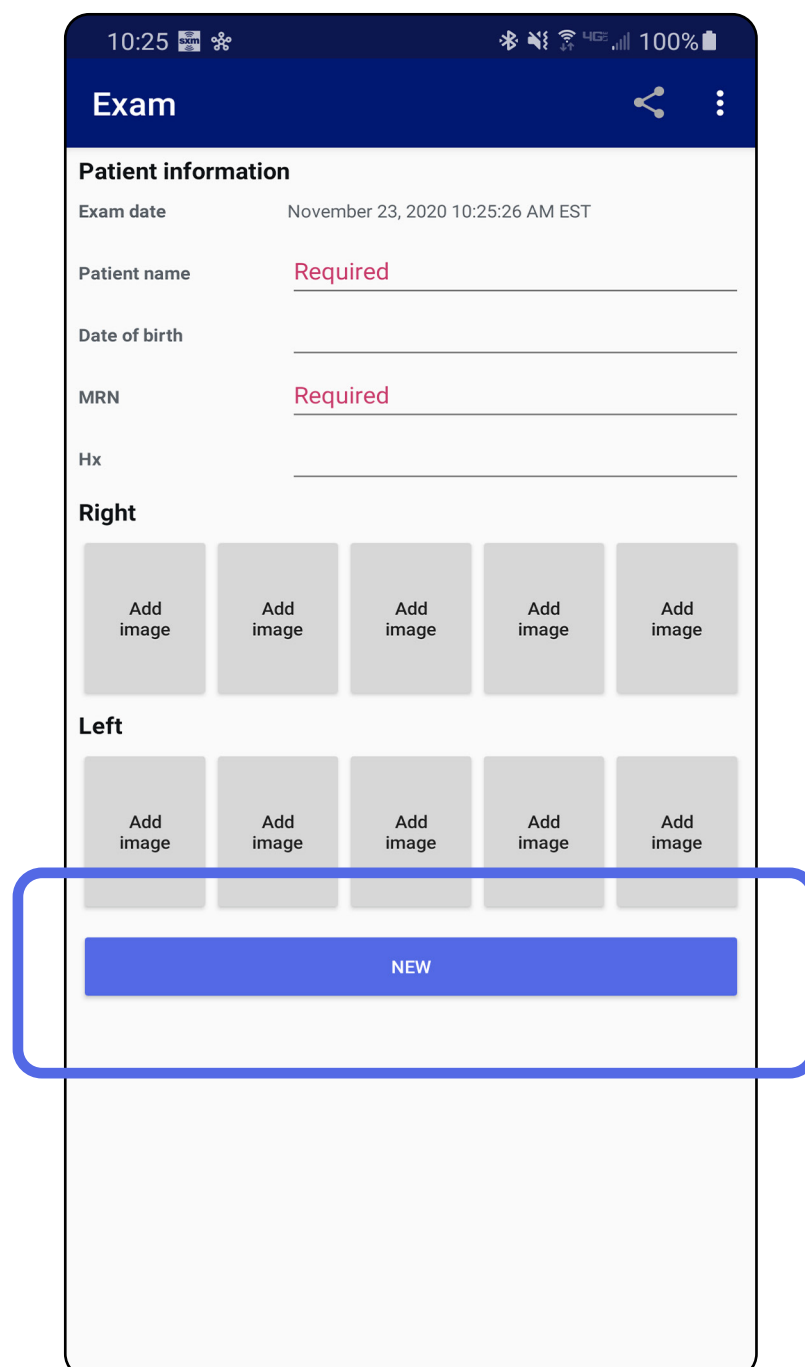 10:25 sxm 4GE 100%
Exam
Patient information
Exam date November 23, 2020 10:25:26 AM EST
Patient name Required
Date of birth
MRN Required
Hx
Right
Add image Add image Add image Add image Add image
Left
Add image Add image Add image Add image Add image
NEW